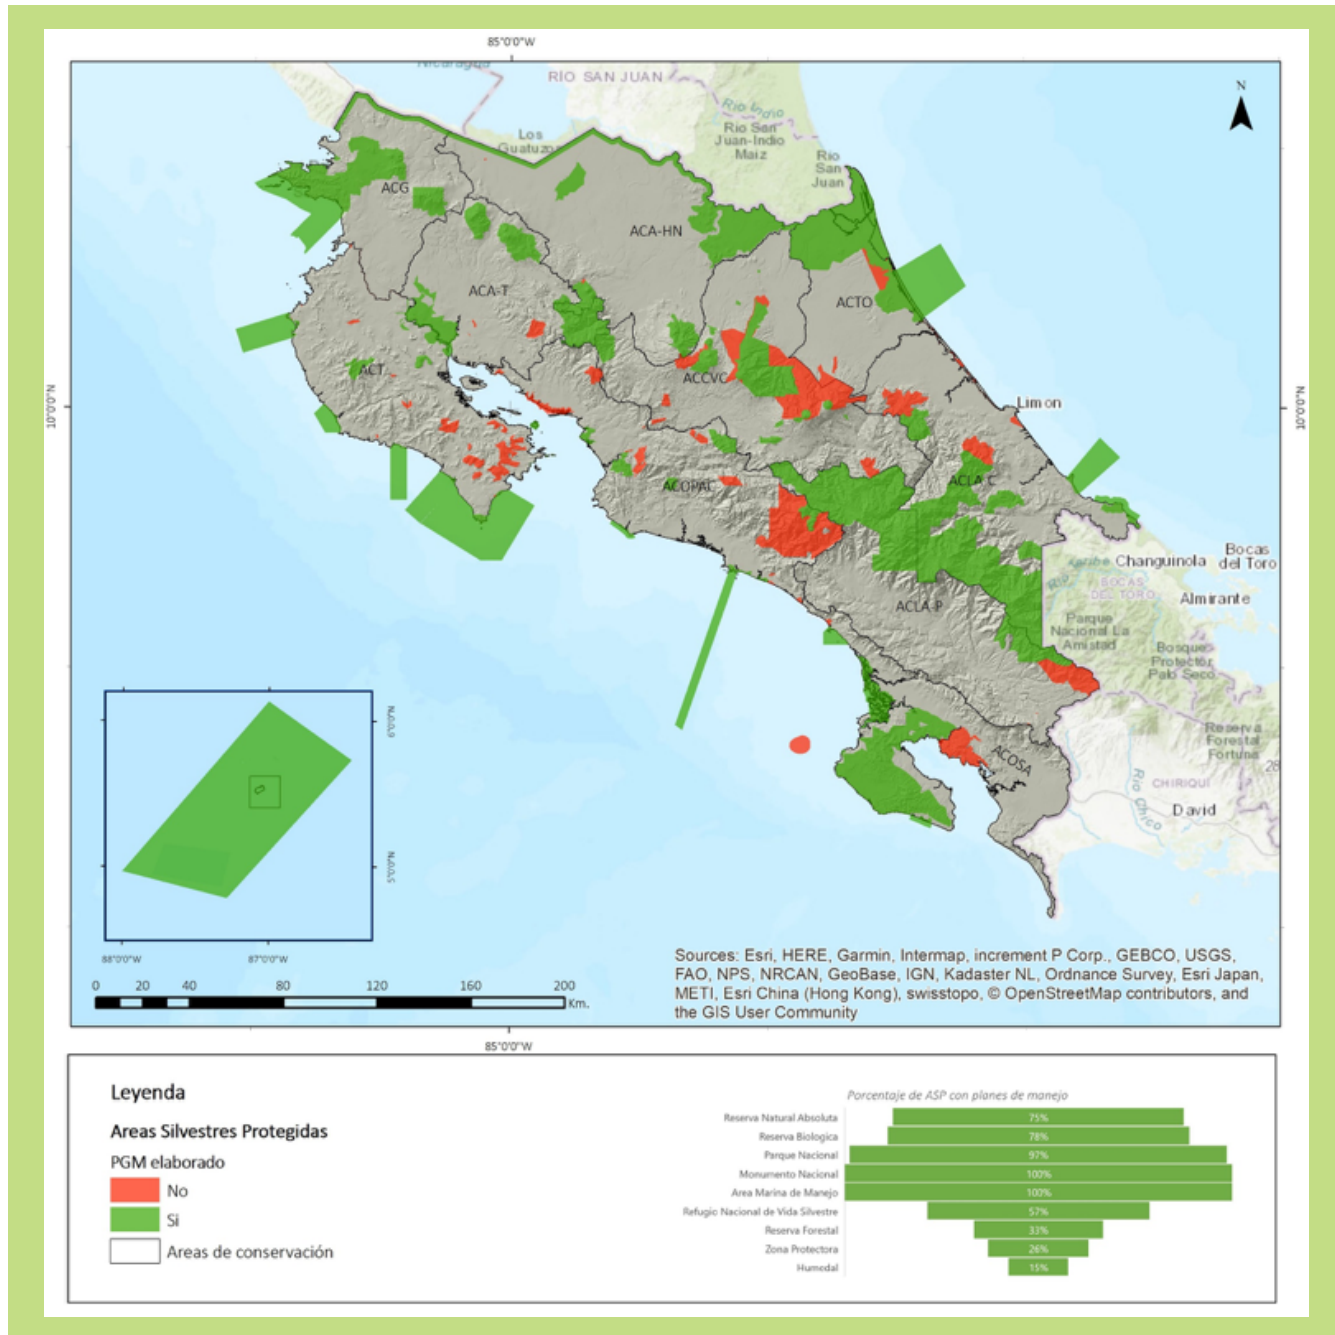 85°0'0"W
Nicaragua
RIO SAN JUAN
N
Rio Indio
Los
Guatuzo
Rio San
Juan-Indio
Maiz
Rio
San
Juan
ACG
ACA-HN
ACA-T
ACTO
ACT
ACCVC
10°0'0"N
Limon
10°0'0"N
ACOPAC
ACLA-C
Changuinola
Bocas
del Toro
BOCAS
DEL TORO
Almirante
ACLA-P
Parque
Nacional La
Amistad
Bosque
Protector
Palo Seco
Reserva
Forestal
Fortuna
ACOSA
28
CHIRIQUI
Rio Chico
David
6°0'0"N
5°0'0"N
88°0'0"W
87°0'0"W
0 20 40 80 120 160 200
Km.
Sources: Esri, HERE, Garmin, Intermap, increment P Corp., GEBCO, USGS,
FAO, NPS, NRCAN, GeoBase, IGN, Kadaster NL, Ordnance Survey, Esri Japan,
METI, Esri China (Hong Kong), swisstopo, © OpenStreetMap contributors, and
the GIS User Community
85°0'0"W
Leyenda
Areas Silvestres Protegidas
PGM elaborado
No
Si
Areas de conservación
Porcentaje de ASP con planes de manejo
Reserva Natural Absoluta 75%
Reserva Biologica 78%
Parque Nacional 97%
Monumento Nacional 100%
Area Marina de Manejo 100%
Refugio Nacional de Vida Silvestre 57%
Reserva Forestal 33%
Zona Protectora 26%
Humedal 15%